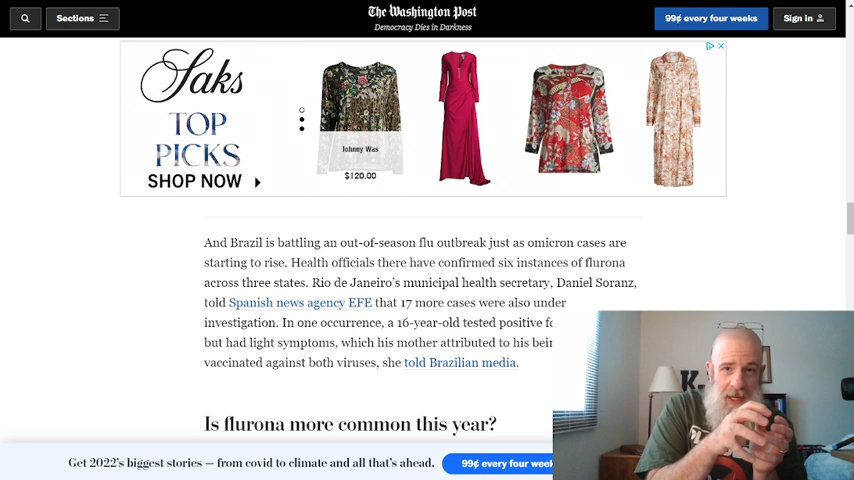 Sections
The Washington Post
Democracy Dies in Darkness
99¢ every four weeks
Sign in
Saks
TOP
PICKS
SHOP NOW
Johnny Was
$120.00
And Brazil is battling an out-of-season flu outbreak just as omicron cases are
starting to rise. Health officials there have confirmed six instances of flurona
across three states. Rio de Janeiro’s municipal health secretary, Daniel Soranz,
told Spanish news agency EFE that 17 more cases were also under
investigation. In one occurrence, a 16-year-old tested positive
but had light symptoms, which his mother attributed to his
vaccinated against both viruses, she told Brazilian media.
Is flurona more common this year?
Get 2022’s biggest stories — from covid to climate and all that’s ahead.
99¢ every four
K